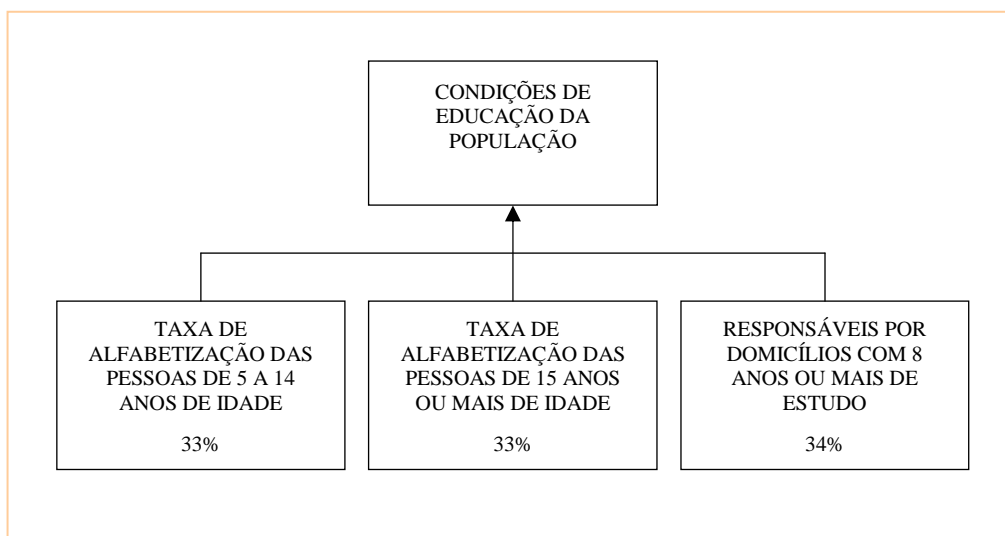 CONDIÇÕES DE
EDUCAÇÃO DA
POPULAÇÃO
TAXA DE
ALFABETIZAÇÃO DAS
PESSOAS DE 5 A 14
ANOS DE IDADE
33%
TAXA DE
ALFABETIZAÇÃO DAS
PESSOAS DE 15 ANOS
OU MAIS DE IDADE
33%
RESPONSÁVEIS POR
DOMICÍLIOS COM 8
ANOS OU MAIS DE
ESTUDO
34%